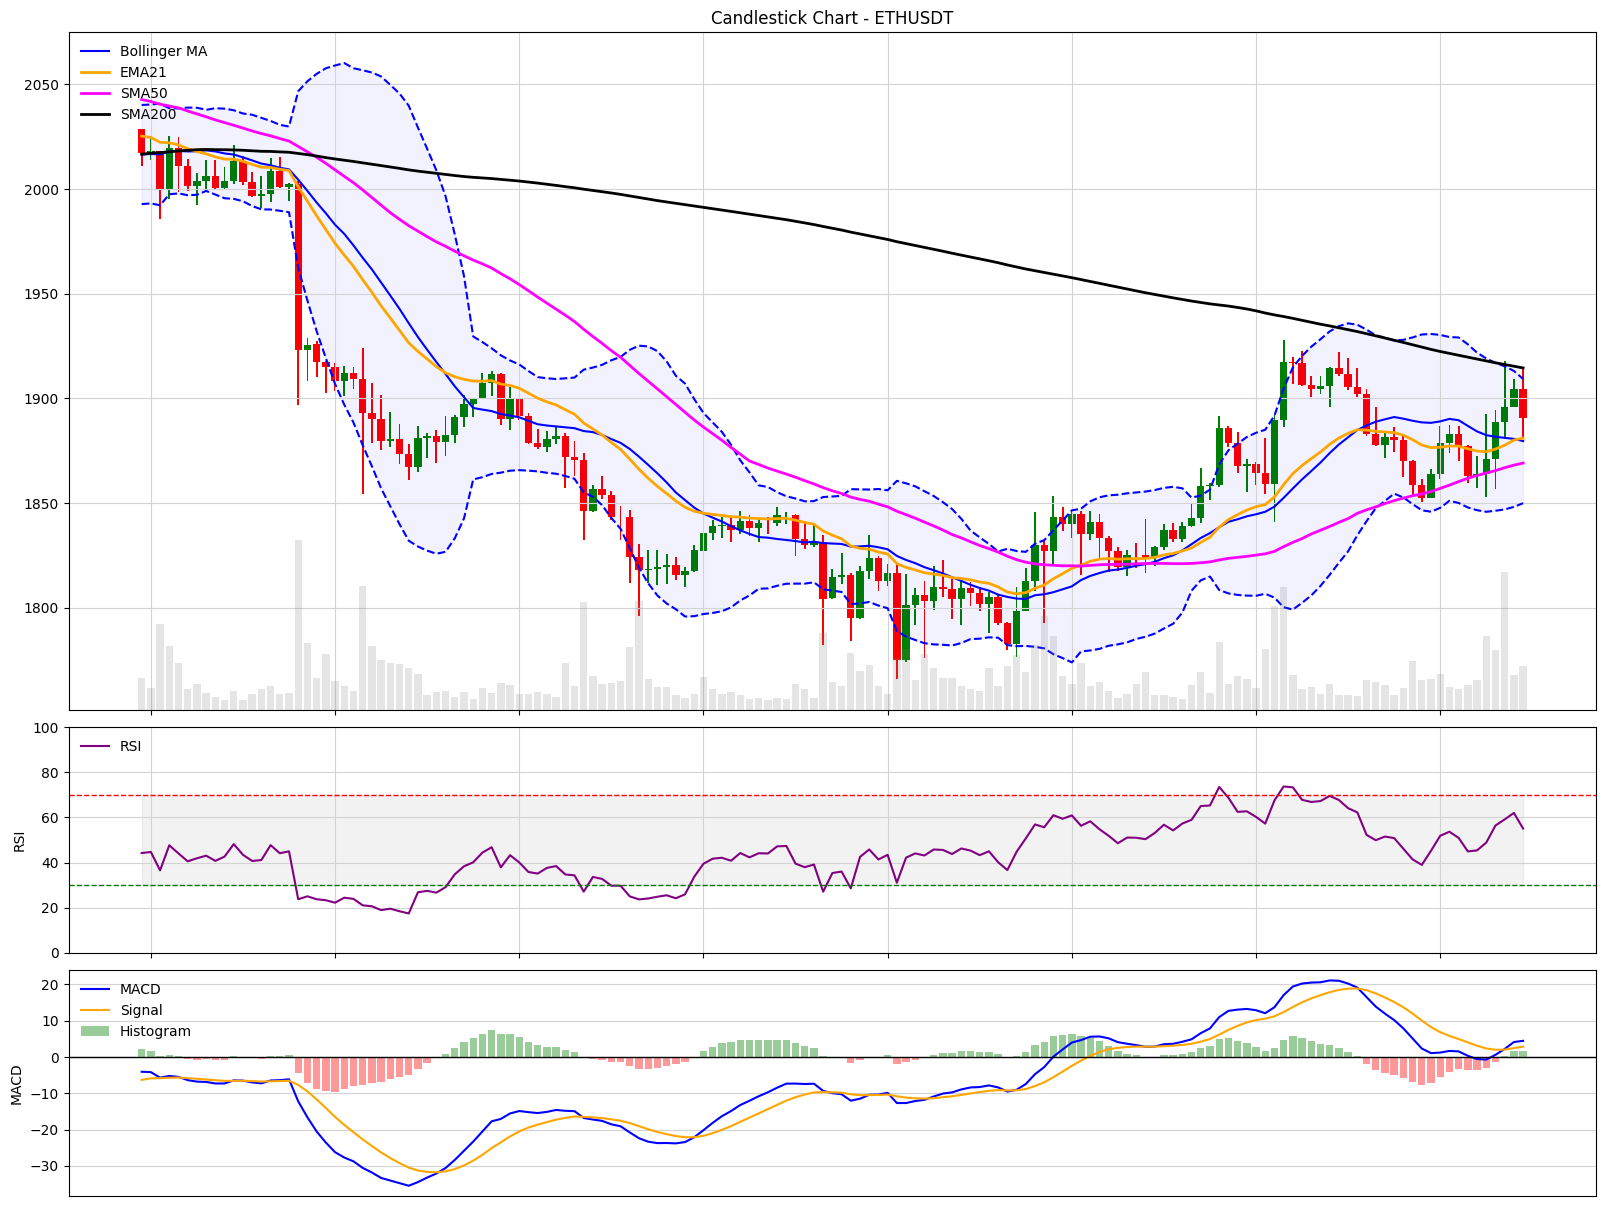 Candlestick Chart - ETHUSDT
Bollinger MA
EMA21
SMA50
SMA200
2050
2000
1950
1900
1850
1800
RSI
100
80
60
40
20
0
RSI
MACD
Signal
Histogram
20
10
0
−10
−20
−30
MACD